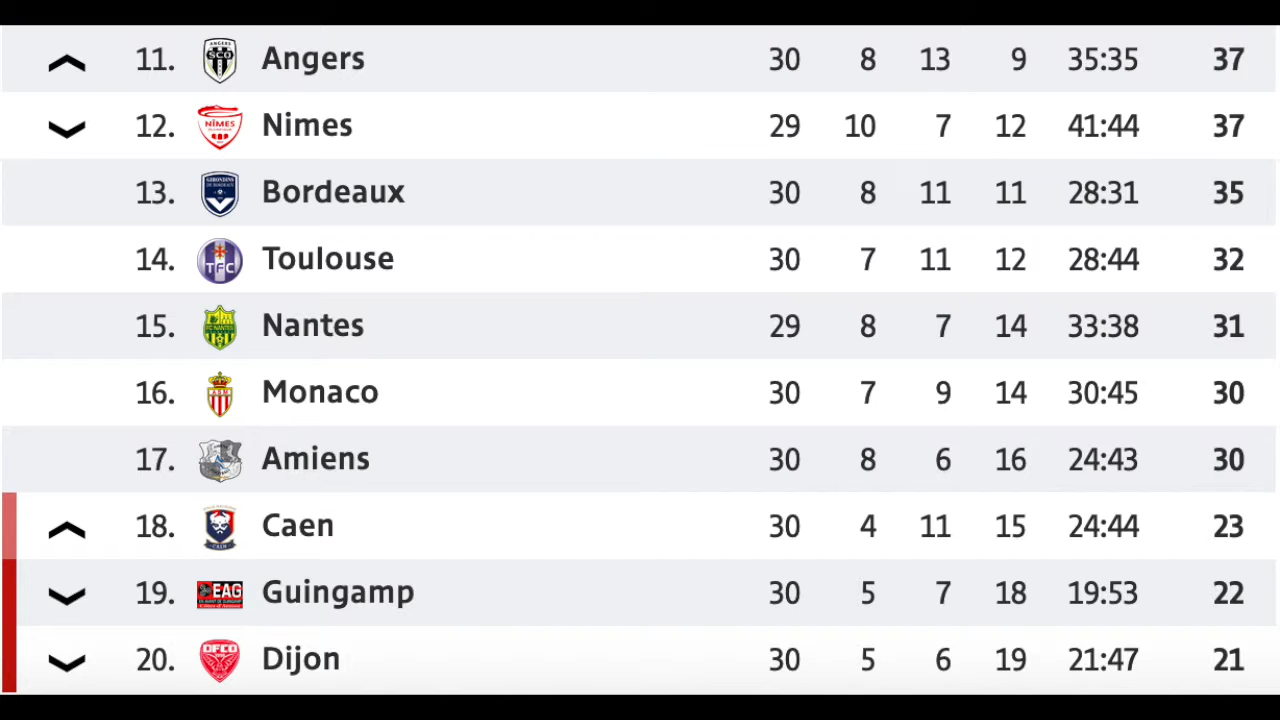 11. Angers 30 8 13 9 35:35 37
12. Nimes 29 10 7 12 41:44 37
13. Bordeaux 30 8 11 11 28:31 35
14. Toulouse 30 7 11 12 28:44 32
15. Nantes 29 8 7 14 33:38 31
16. Monaco 30 7 9 14 30:45 30
17. Amiens 30 8 6 16 24:43 30
18. Caen 30 4 11 15 24:44 23
19. EAG Guingamp 30 5 7 18 19:53 22
20. DFCO Dijon 30 5 6 19 21:47 21